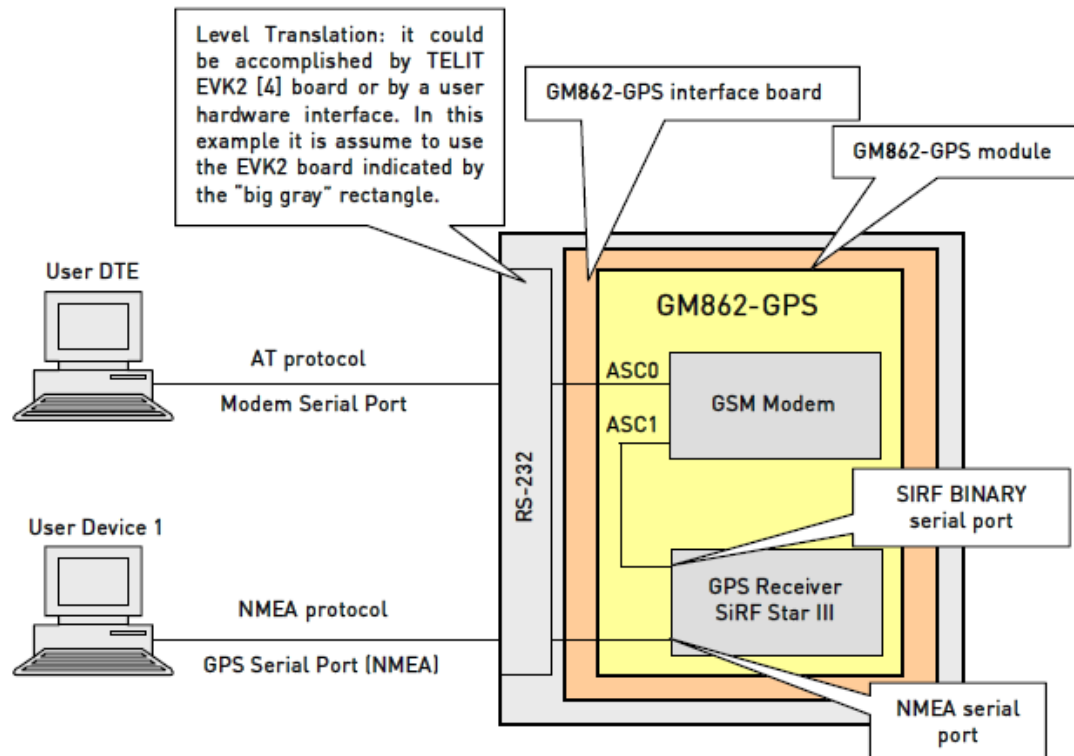 Level Translation: it could
be accomplished by TELIT
EVK2 [4] board or by a user
hardware interface. In this
example it is assume to use
the EVK2 board indicated by
the "big gray" rectangle.
GM862-GPS interface board
GM862-GPS module
User DTE
AT protocol
Modem Serial Port
RS-232
GM862-GPS
ASC0
GSM Modem
ASC1
SIRF BINARY
serial port
User Device 1
NMEA protocol
GPS Serial Port (NMEA)
GPS Receiver
SiRF Star III
NMEA serial
port